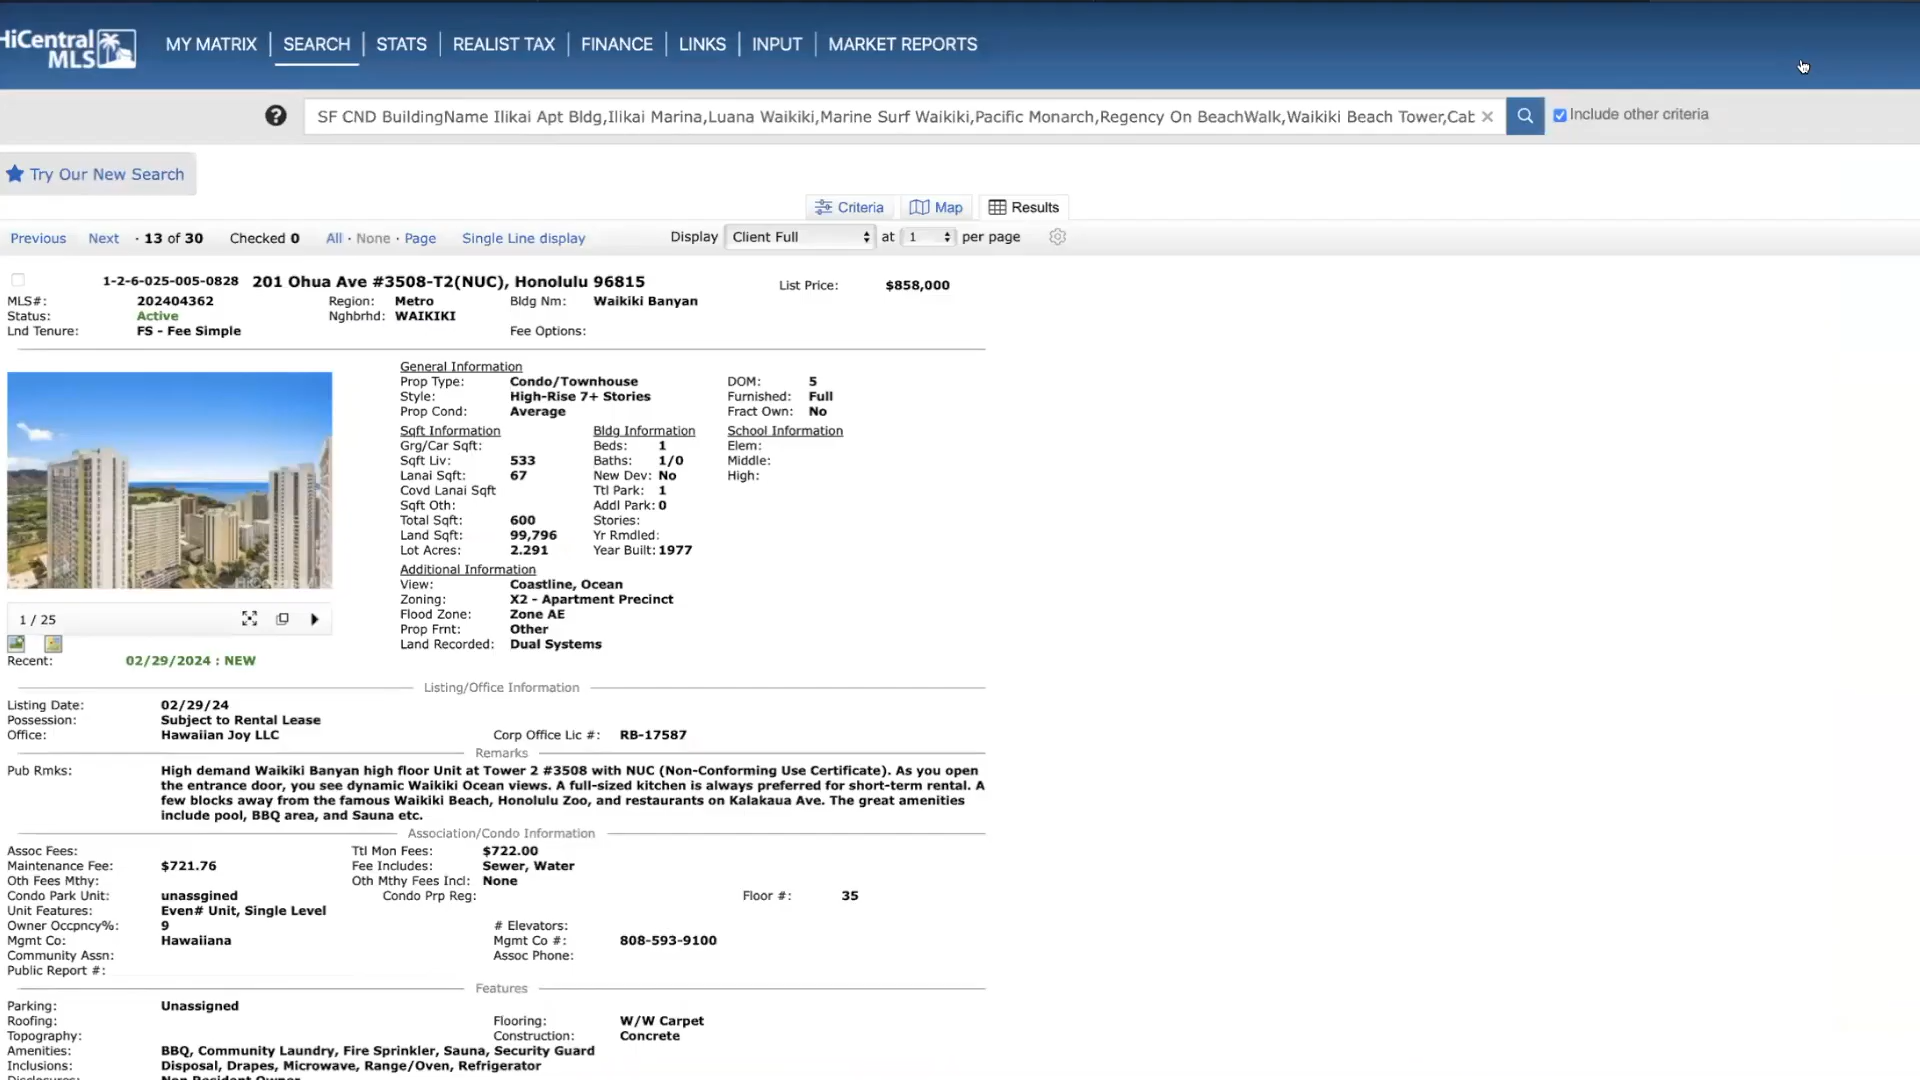 HiCentral MLS MY MATRIX SEARCH STATS REALIST TAX FINANCE LINKS INPUT MARKET REPORTS
? SF CND BuildingName Ilikai Apt Bldg,Ilikai Marina,Luana Waikiki,Marine Surf Waikiki,Pacific Monarch,Regency On BeachWalk,Waikiki Beach Tower,Cab Include other criteria
Try Our New Search
Criteria Map Results
Previous Next · 13 of 30 Checked 0 All · None · Page Single Line display Display Client Full at 1 per page
1-2-6-025-005-0828 201 Ohua Ave #3508-T2(NUC), Honolulu 96815 List Price: $858,000
MLS#: 202404362 Region: Metro Bldg Nm: Waikiki Banyan
Status: Active Nghbrhd: WAIKIKI
Lnd Tenure: FS - Fee Simple Fee Options:
General Information
Prop Type: Condo/Townhouse DOM: 5
Style: High-Rise 7+ Stories Furnished: Full
Prop Cond: Average Fract Own: No
Sqft Information Bldg Information School Information
Grg/Car Sqft: Beds: 1 Elem:
Sqft Liv: 533 Baths: 1/0 Middle:
Lanai Sqft: 67 New Dev: No High:
Covd Lanai Sqft Ttl Park: 1
Sqft Oth: Addl Park: 0
Total Sqft: 600 Stories:
Land Sqft: 99,796 Yr Rmdled:
Lot Acres: 2.291 Year Built: 1977
Additional Information
View: Coastline, Ocean
Zoning: X2 - Apartment Precinct
Flood Zone: Zone AE
Prop Frnt: Other
Land Recorded: Dual Systems
1 / 25
Recent: 02/29/2024 : NEW
Listing/Office Information
Listing Date: 02/29/24
Possession: Subject to Rental Lease
Office: Hawaiian Joy LLC Corp Office Lic #: RB-17587
Remarks
Pub Rmks: High demand Waikiki Banyan high floor Unit at Tower 2 #3508 with NUC (Non-Conforming Use Certificate). As you open
the entrance door, you see dynamic Waikiki Ocean views. A full-sized kitchen is always preferred for short-term rental. A
few blocks away from the famous Waikiki Beach, Honolulu Zoo, and restaurants on Kalakaua Ave. The great amenities
include pool, BBQ area, and Sauna etc.
Association/Condo Information
Assoc Fees: Ttl Mon Fees: $722.00
Maintenance Fee: $721.76 Fee Includes: Sewer, Water
Oth Fees Mthy: Oth Mthy Fees Incl: None
Condo Park Unit: unassgined Condo Prp Reg: Floor #: 35
Unit Features: Even# Unit, Single Level
Owner Occpncy%: 9 # Elevators:
Mgmt Co: Hawaiiana Mgmt Co #: 808-593-9100
Community Assn: Assoc Phone:
Public Report #:
Features
Parking: Unassigned
Roofing: Flooring: W/W Carpet
Topography: Construction: Concrete
Amenities: BBQ, Community Laundry, Fire Sprinkler, Sauna, Security Guard
Inclusions: Disposal, Drapes, Microwave, Range/Oven, Refrigerator
Disclosures: Non-Resident Owner